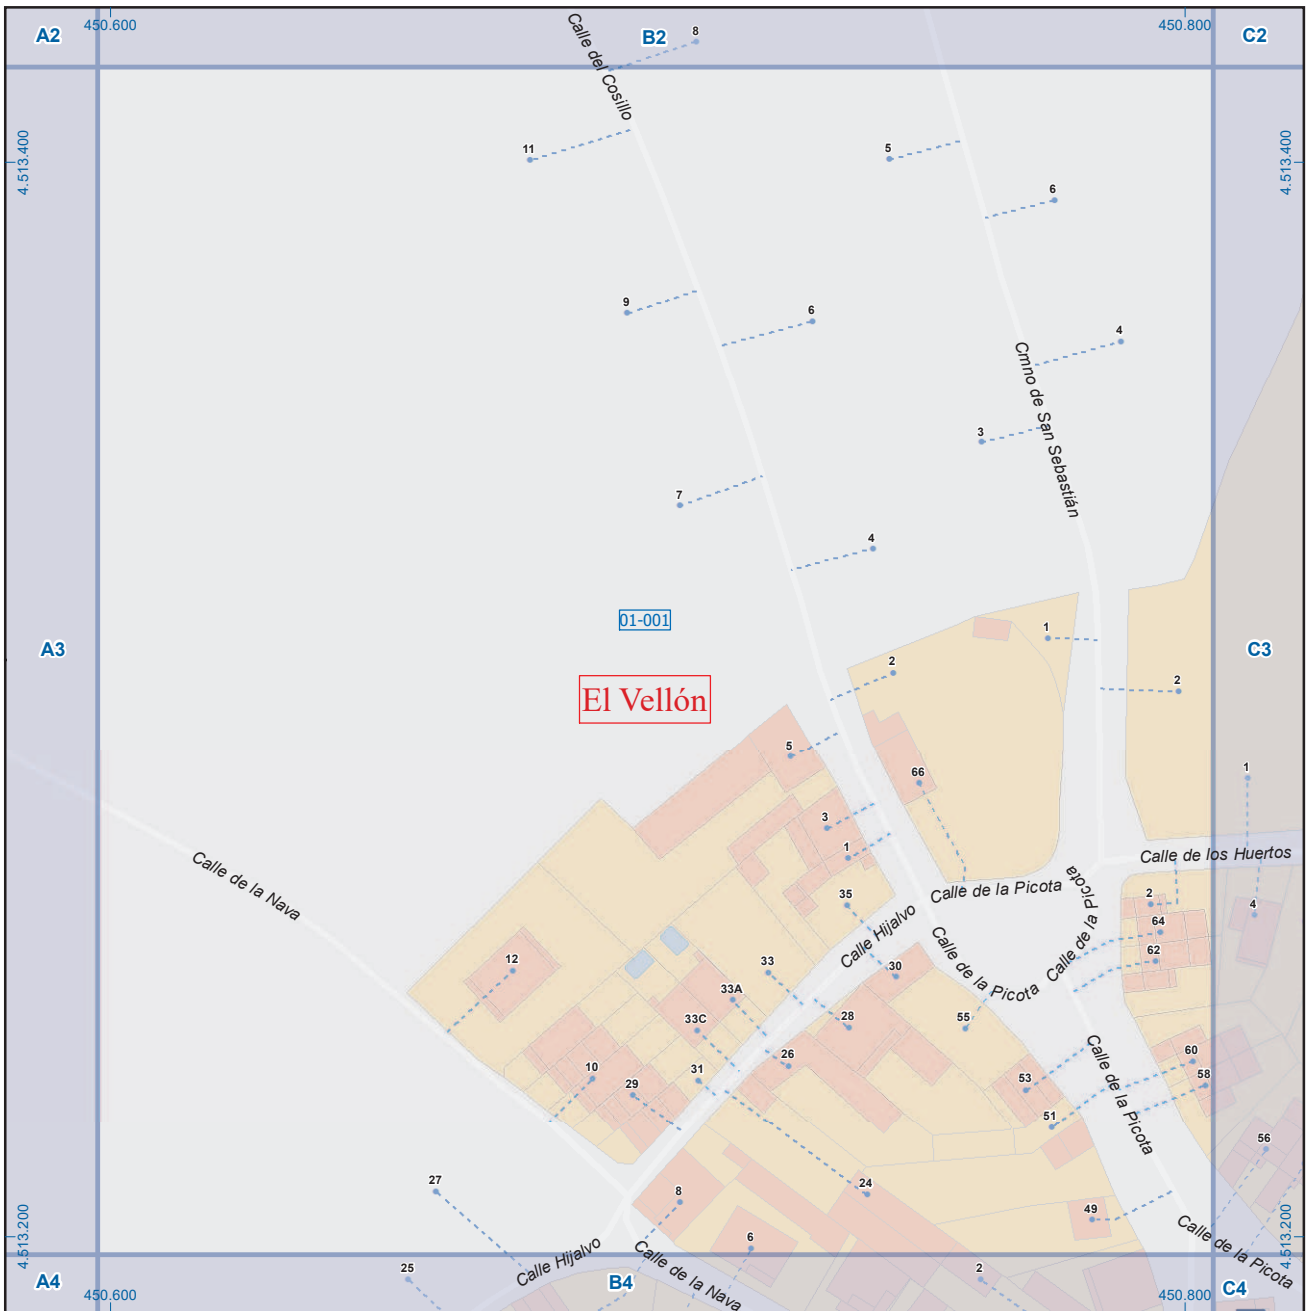 A2
450.600
B2
8
450.800
C2
Calle del Cosillo
4.513.400
11
5
4.513.400
6
9
6
4
Cmno de San Sebastián
3
7
4
01-001
1
A3
C3
2
2
El Vellón
5
66
1
3
1
Calle de los Huertos
Calle de la Nava
Calle de la Picota
Calle de la Picota
35
2
4
Calle Hijalvo
64
Calle de la Picota
12
33
30
62
33A
33C
28
55
26
Calle de la Picota
60
10
29
31
53
58
51
56
27
8
24
49
4.513.200
6
Calle de la Picota
4.513.200
Calle Hijalvo
Calle de la Nava
A4
25
B4
2
C4
450.600
450.800